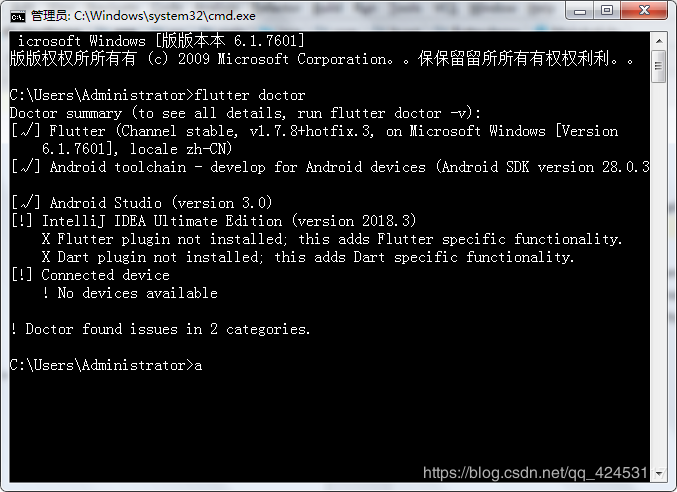 管理员: C:\Windows\system32\cmd.exe
icrosoft Windows [版版本本 6.1.7601]
版版权权所所有有 (c) 2009 Microsoft Corporation。。保保留留所所有有权权利利。。
C:\Users\Administrator>flutter doctor
Doctor summary (to see all details, run flutter doctor -v):
[√] Flutter (Channel stable, v1.7.8+hotfix.3, on Microsoft Windows [Version
6.1.7601], locale zh-CN)
[√] Android toolchain - develop for Android devices (Android SDK version 28.0.3
[√] Android Studio (version 3.0)
[!] IntelliJ IDEA Ultimate Edition (version 2018.3)
X Flutter plugin not installed; this adds Flutter specific functionality.
X Dart plugin not installed; this adds Dart specific functionality.
[!] Connected device
! No devices available
! Doctor found issues in 2 categories.
C:\Users\Administrator>a